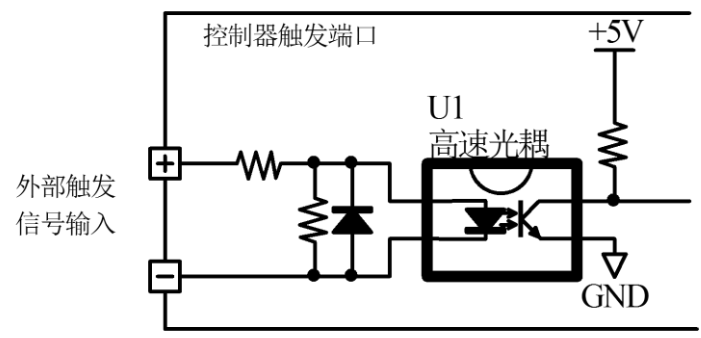 控制器触发端口
+5V
U1
高速光耦
+
外部触发
信号输入
−
GND